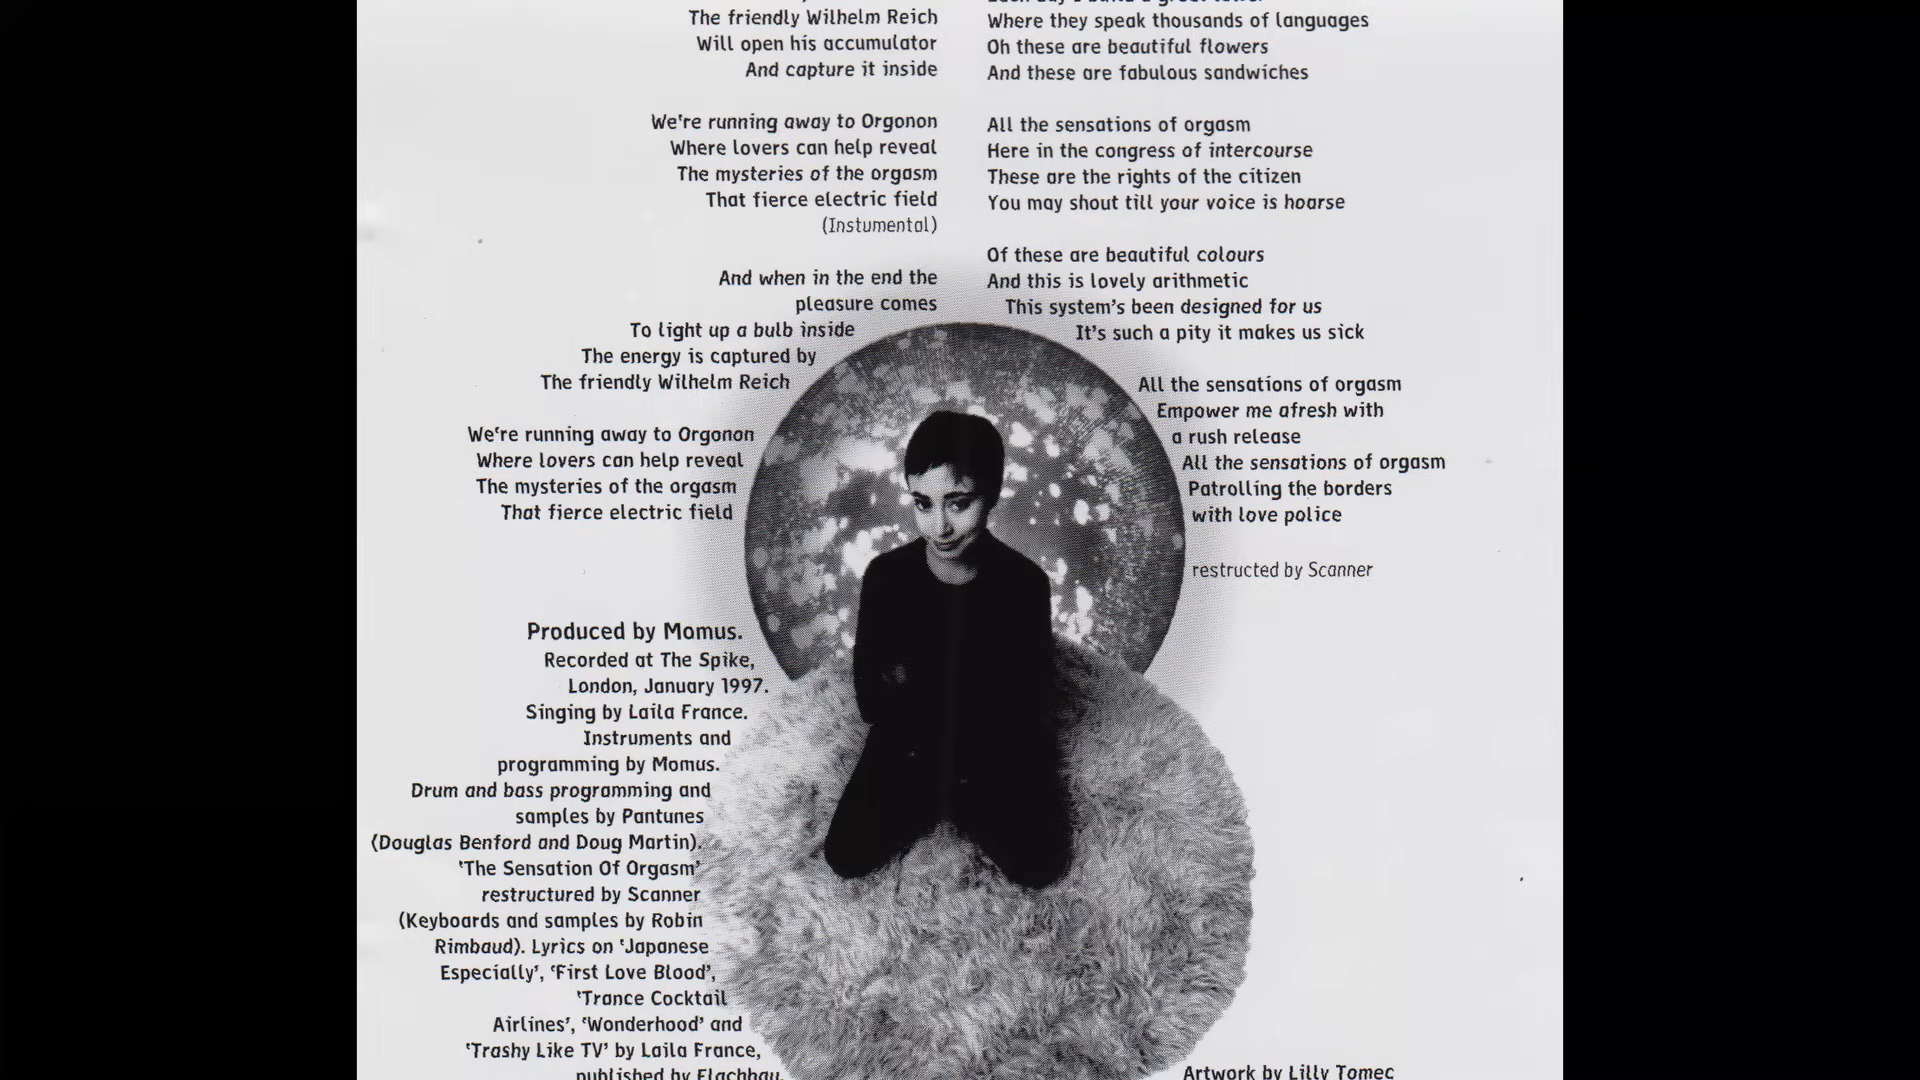 The friendly Wilhelm Reich
Will open his accumulator
And capture it inside
We're running away to Orgonon
Where lovers can help reveal
The mysteries of the orgasm
That fierce electric field
(Instumental)
And when in the end the
pleasure comes
To light up a bulb inside
The energy is captured by
The friendly Wilhelm Reich
We're running away to Orgonon
Where lovers can help reveal
The mysteries of the orgasm
That fierce electric field
Produced by Momus.
Recorded at The Spike,
London, January 1997.
Singing by Laila France.
Instruments and
programming by Momus.
Drum and bass programming and
samples by Pantunes
(Douglas Benford and Doug Martin).
'The Sensation Of Orgasm'
restructured by Scanner
(Keyboards and samples by Robin
Rimbaud). Lyrics on 'Japanese
Especially', 'First Love Blood',
'Trance Cocktail
Airlines', 'Wonderhood' and
'Trashy Like TV' by Laila France,
published by Flachbau.
Where they speak thousands of languages
Oh these are beautiful flowers
And these are fabulous sandwiches
All the sensations of orgasm
Here in the congress of intercourse
These are the rights of the citizen
You may shout till your voice is hoarse
Of these are beautiful colours
And this is lovely arithmetic
This system's been designed for us
It's such a pity it makes us sick
All the sensations of orgasm
Empower me afresh with
a rush release
All the sensations of orgasm
Patrolling the borders
with love police
restructed by Scanner
Artwork by Lilly Tomec